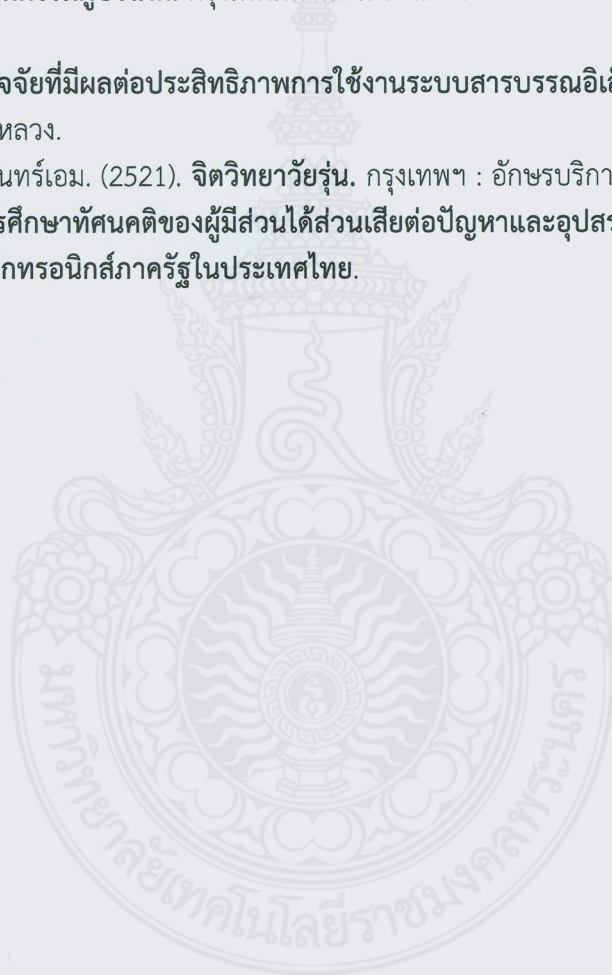 จจัยที่มีผลต่อประสิทธิภาพการใช้งานระบบสารบรรณอิเล็
หลวง.
นทร์เอม. (2521). จิตวิทยาวัยรุ่น. กรุงเทพฯ : อักษรบริกา
รศึกษาทัศนคติของผู้มีส่วนได้ส่วนเสียต่อปัญหาและอุปสร
กทรอนิกส์ภาครัฐในประเทศไทย.
มหาวิทยาลัยเทคโนโลยีราชมงคลพระนคร